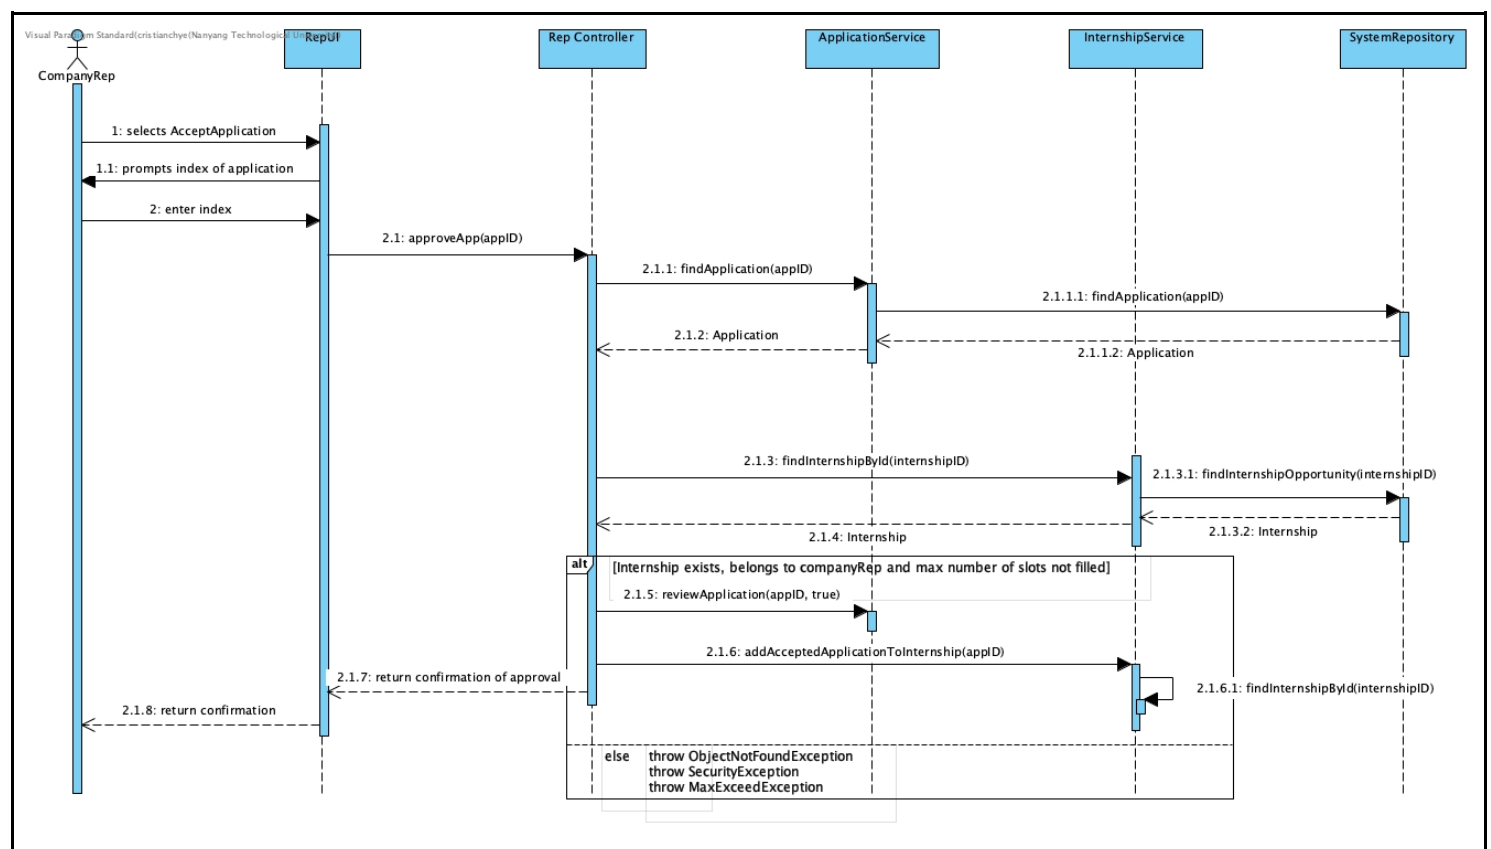 Visual Paradigm Standard(cristianchye(Nanyang Technological
RepUI
Rep Controller
ApplicationService
InternshipService
SystemRepository
CompanyRep
1: selects AcceptApplication
1.1: prompts index of application
2: enter index
2.1: approveApp(appID)
2.1.1: findApplication(appID)
2.1.1.1: findApplication(appID)
2.1.2: Application
2.1.1.2: Application
2.1.3: findInternshipById(internshipID)
2.1.3.1: findInternshipOpportunity(internshipID)
2.1.3.2: Internship
2.1.4: Internship
alt
[Internship exists, belongs to companyRep and max number of slots not filled]
2.1.5: reviewApplication(appID, true)
2.1.6: addAcceptedApplicationToInternship(appID)
2.1.7: return confirmation of approval
2.1.6.1: findInternshipById(internshipID)
2.1.8: return confirmation
else
throw ObjectNotFoundException
throw SecurityException
throw MaxExceedException